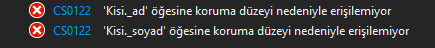 CS0122 'Kisi._ad' öğesine koruma düzeyi nedeniyle erişilemiyor
CS0122 'Kisi._soyad' öğesine koruma düzeyi nedeniyle erişilemiyor